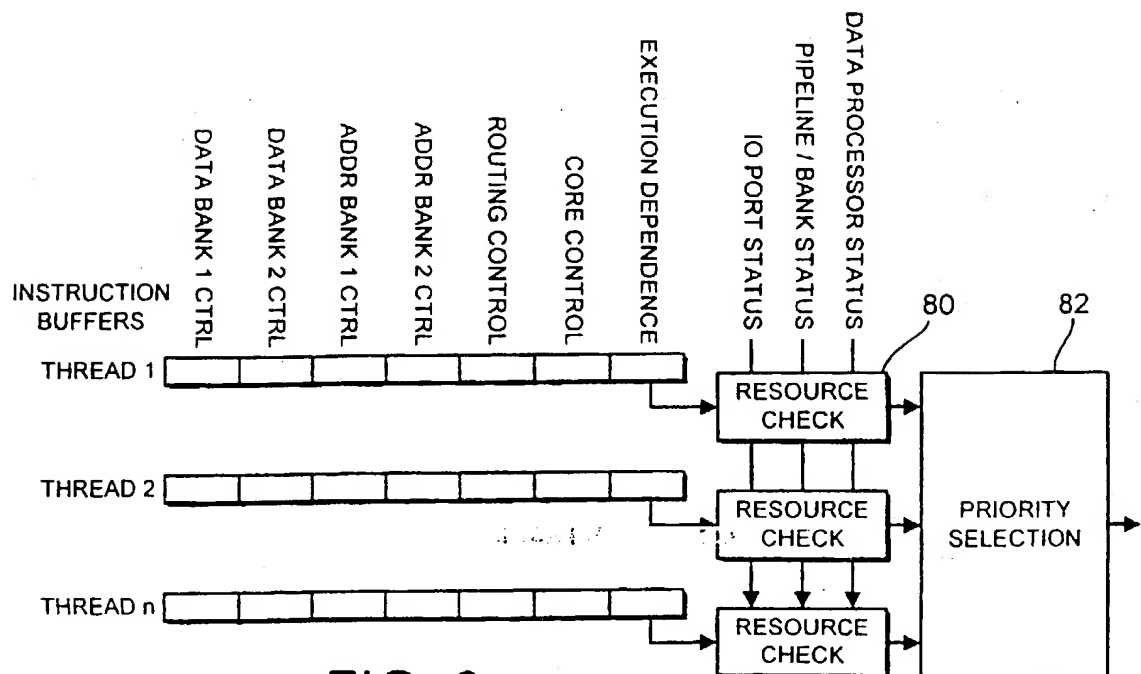 DATA BANK 1 CTRL
DATA BANK 2 CTRL
ADDR BANK 1 CTRL
ADDR BANK 2 CTRL
ROUTING CONTROL
CORE CONTROL
EXECUTION DEPENDENCE
IO PORT STATUS
PIPELINE / BANK STATUS
DATA PROCESSOR STATUS
INSTRUCTION
BUFFERS
THREAD 1
THREAD 2
THREAD n
80
RESOURCE
CHECK
RESOURCE
CHECK
RESOURCE
CHECK
82
PRIORITY
SELECTION